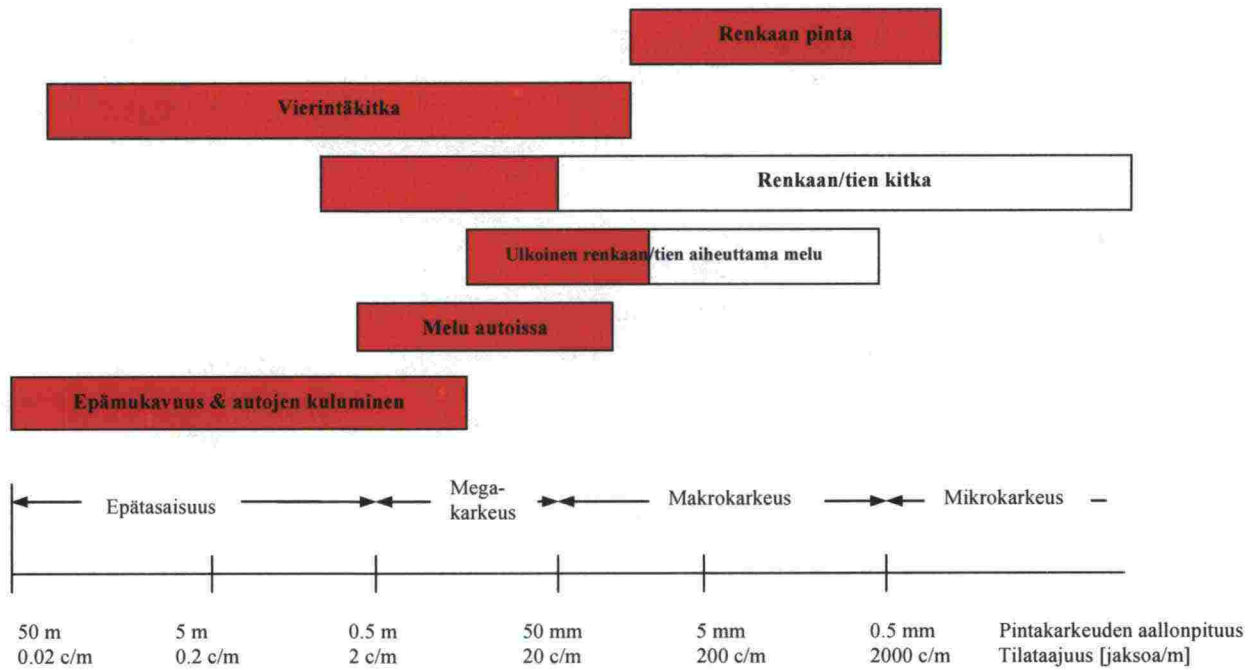 Renkaan pinta
Vierintäkitka
Renkaan/tien kitka
Ulkoinen renkaan/tien aiheuttama melu
Melu autoissa
Epämukavuus & autojen kuluminen
Epätasaisuus
Mega-
karkeus
Makrokarkeus
Mikrokarkeus
50 m 5 m 0.5 m 50 mm 5 mm 0.5 mm Pintakarkeuden aallonpituus
0.02 c/m 0.2 c/m 2 c/m 20 c/m 200 c/m 2000 c/m Tilataajuus [jaksoa/m]